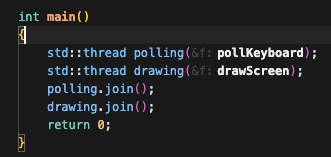 int main()
{
std::thread polling(&f: pollKeyboard);
std::thread drawing(&f: drawScreen);
polling.join();
drawing.join();
return 0;
}